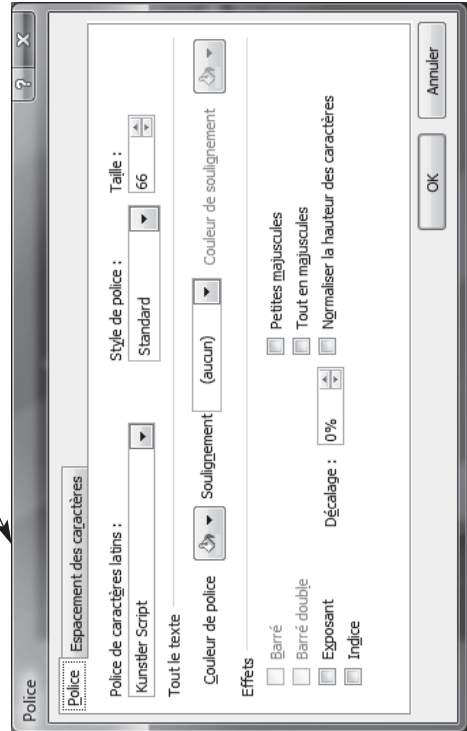 Police
? X
Police Espacement des caractères
Police de caractères latins : Style de police : Taille :
Kunstler Script Standard 66
Tout le texte
Couleur de police Soulignement (aucun) Couleur de soulignement
Effets
Barré Petites majuscules
Barré double Tout en majuscules
Exposant Décalage : 0% Normaliser la hauteur des caractères
Indice
OK Annuler